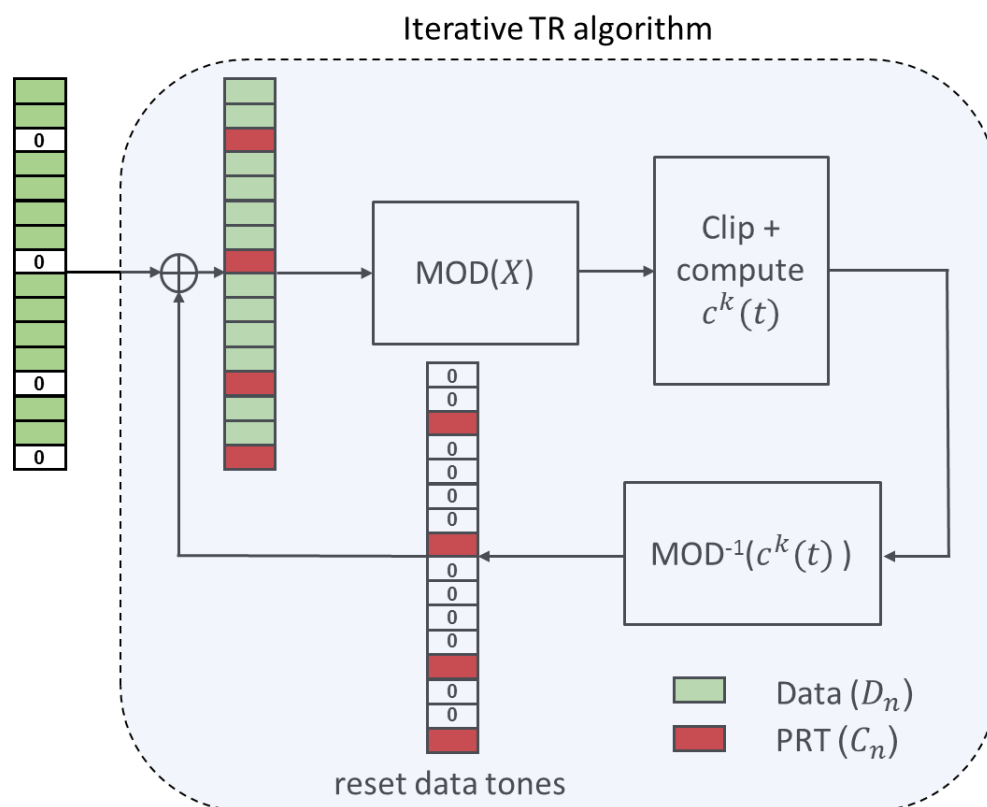 Iterative TR algorithm
0
0
0
0
MOD(X)
Clip +
compute
c^k(t)
0
0
0
0
0
0
0
0
0
0
0
0
MOD⁻¹(c^k(t) )
Data (D_n)
PRT (C_n)
reset data tones